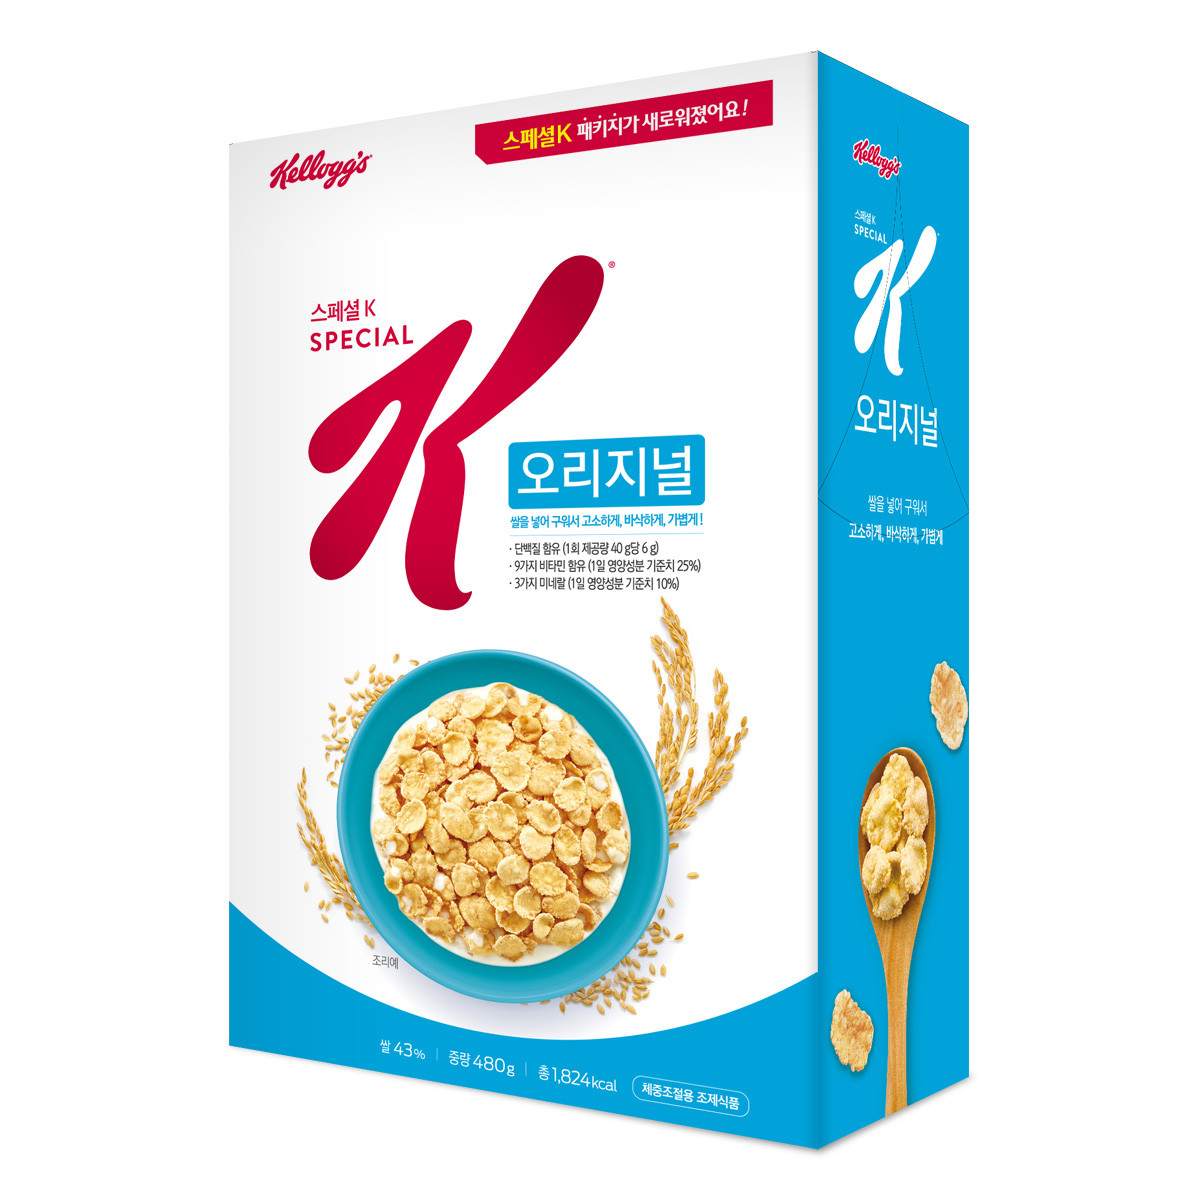 스페셜K 패키지가 새로워졌어요!
Kellogg's
스페셜 K
SPECIAL
K
®
오리지널
쌀을 넣어 구워서 고소하게, 바삭하게, 가볍게!
· 단백질 함유 (1회 제공량 40 g당 6 g)
· 9가지 비타민 함유 (1일 영양성분 기준치 25%)
· 3가지 미네랄 (1일 영양성분 기준치 10%)
조리예
쌀 43% | 중량 480g | 총 1,824kcal
체중조절용 조제식품
Kellogg's
스페셜 K
SPECIAL
K
오리지널
쌀을 넣어 구워서
고소하게, 바삭하게, 가볍게